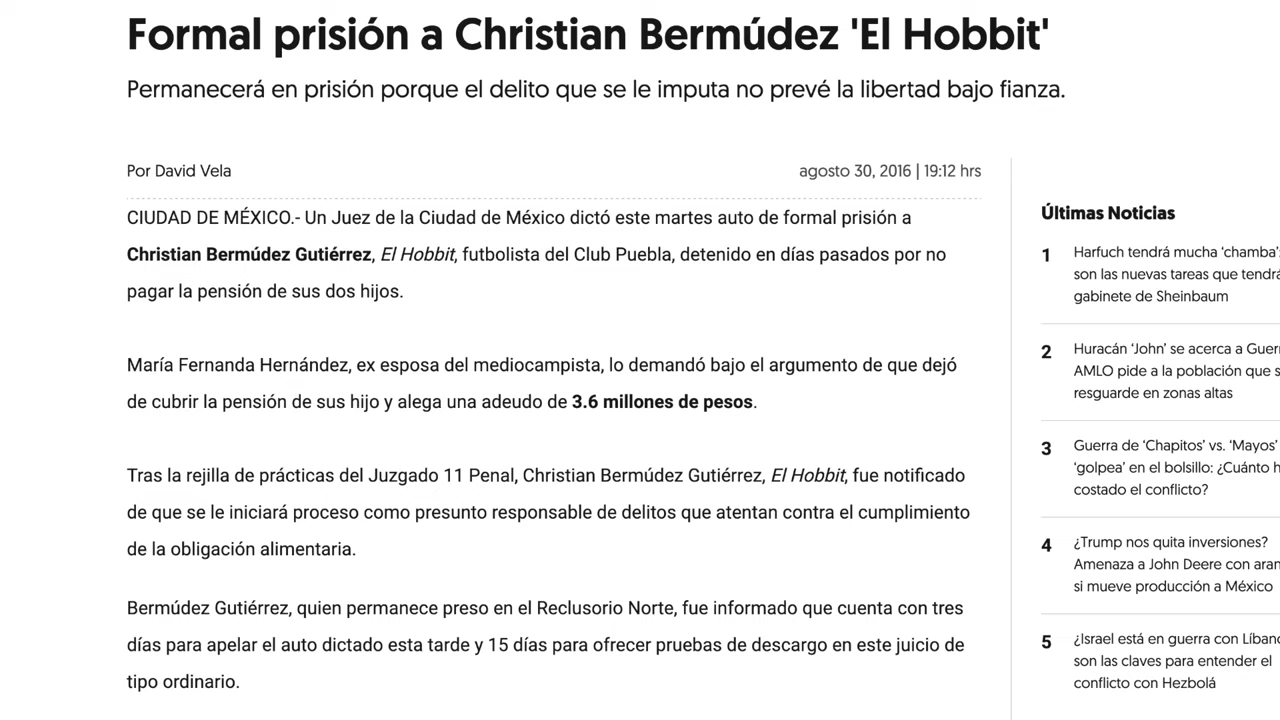 Formal prisión a Christian Bermúdez 'El Hobbit'
Permanecerá en prisión porque el delito que se le imputa no prevé la libertad bajo fianza.
Por David Vela
agosto 30, 2016 | 19:12 hrs
CIUDAD DE MÉXICO.- Un Juez de la Ciudad de México dictó este martes auto de formal prisión a
Christian Bermúdez Gutiérrez, El Hobbit, futbolista del Club Puebla, detenido en días pasados por no
pagar la pensión de sus dos hijos.
María Fernanda Hernández, ex esposa del mediocampista, lo demandó bajo el argumento de que dejó
de cubrir la pensión de sus hijo y alega una adeudo de 3.6 millones de pesos.
Tras la rejilla de prácticas del Juzgado 11 Penal, Christian Bermúdez Gutiérrez, El Hobbit, fue notificado
de que se le iniciará proceso como presunto responsable de delitos que atentan contra el cumplimiento
de la obligación alimentaria.
Bermúdez Gutiérrez, quien permanece preso en el Reclusorio Norte, fue informado que cuenta con tres
días para apelar el auto dictado esta tarde y 15 días para ofrecer pruebas de descargo en este juicio de
tipo ordinario.
Últimas Noticias
1 Harfuch tendrá mucha ‘chamba’:
son las nuevas tareas que tendrá
gabinete de Sheinbaum
2 Huracán ‘John’ se acerca a
AMLO pide a la población que
resguarde en zonas altas
3 Guerra de ‘Chapitos’ vs. ‘Mayos’
‘golpea’ en el bolsillo: ¿Cuánto
costado el conflicto?
4 ¿Trump nos quita inversiones?
Amenaza a John Deere con
si mueve producción a México
5 ¿Israel está en guerra con
son las claves para entender el
conflicto con Hezbolá